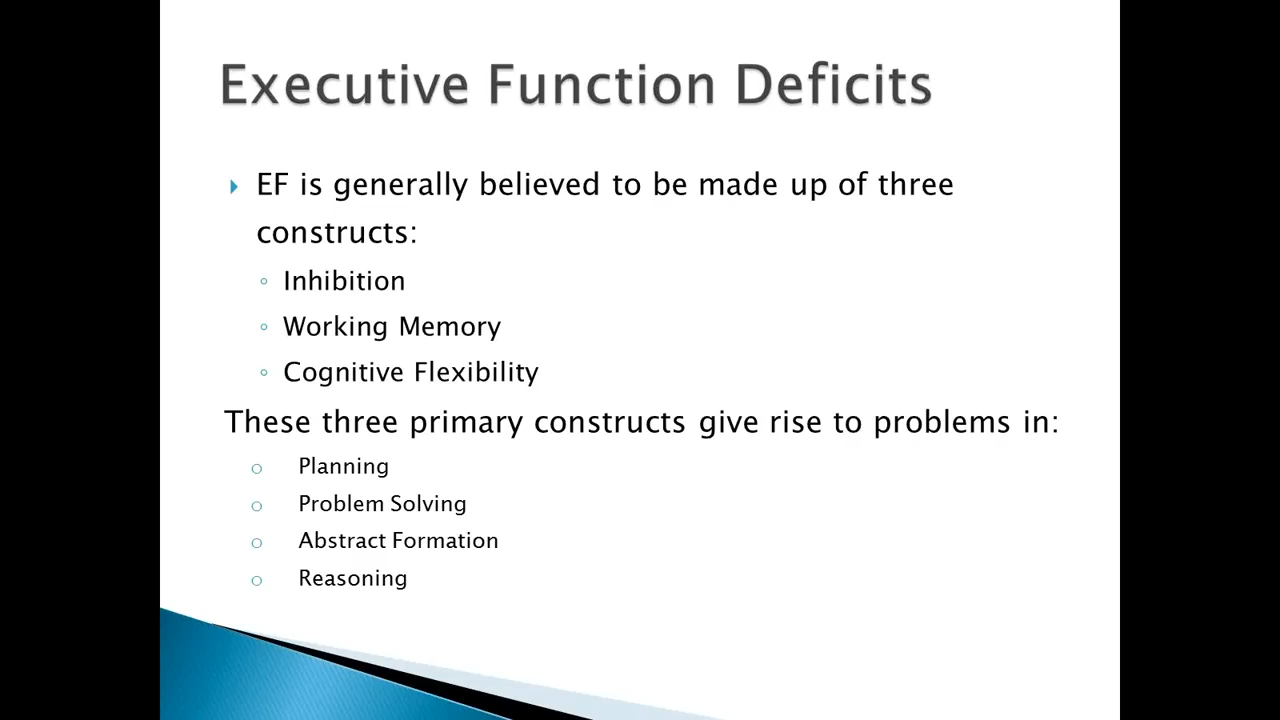 Executive Function Deficits
EF is generally believed to be made up of three
constructs:
Inhibition
Working Memory
Cognitive Flexibility
These three primary constructs give rise to problems in:
Planning
Problem Solving
Abstract Formation
Reasoning